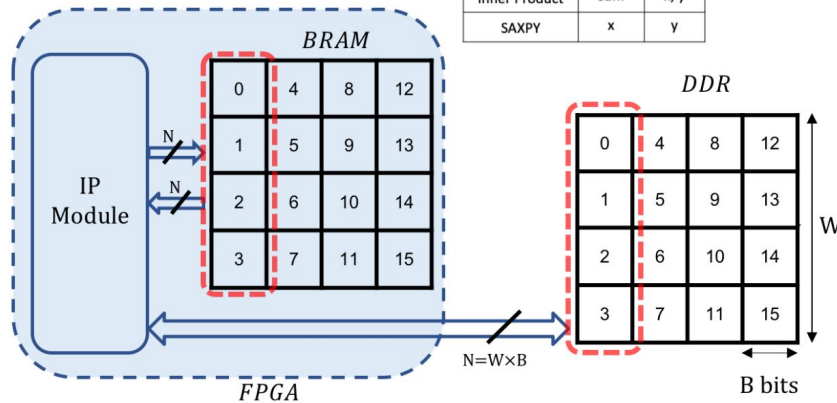 SAXPY x y
BRAM
0 4 8 12
1 5 9 13
2 6 10 14
3 7 11 15
N
N
IP
Module
DDR
0 4 8 12
1 5 9 13
2 6 10 14
3 7 11 15
W
N=W×B
B bits
FPGA